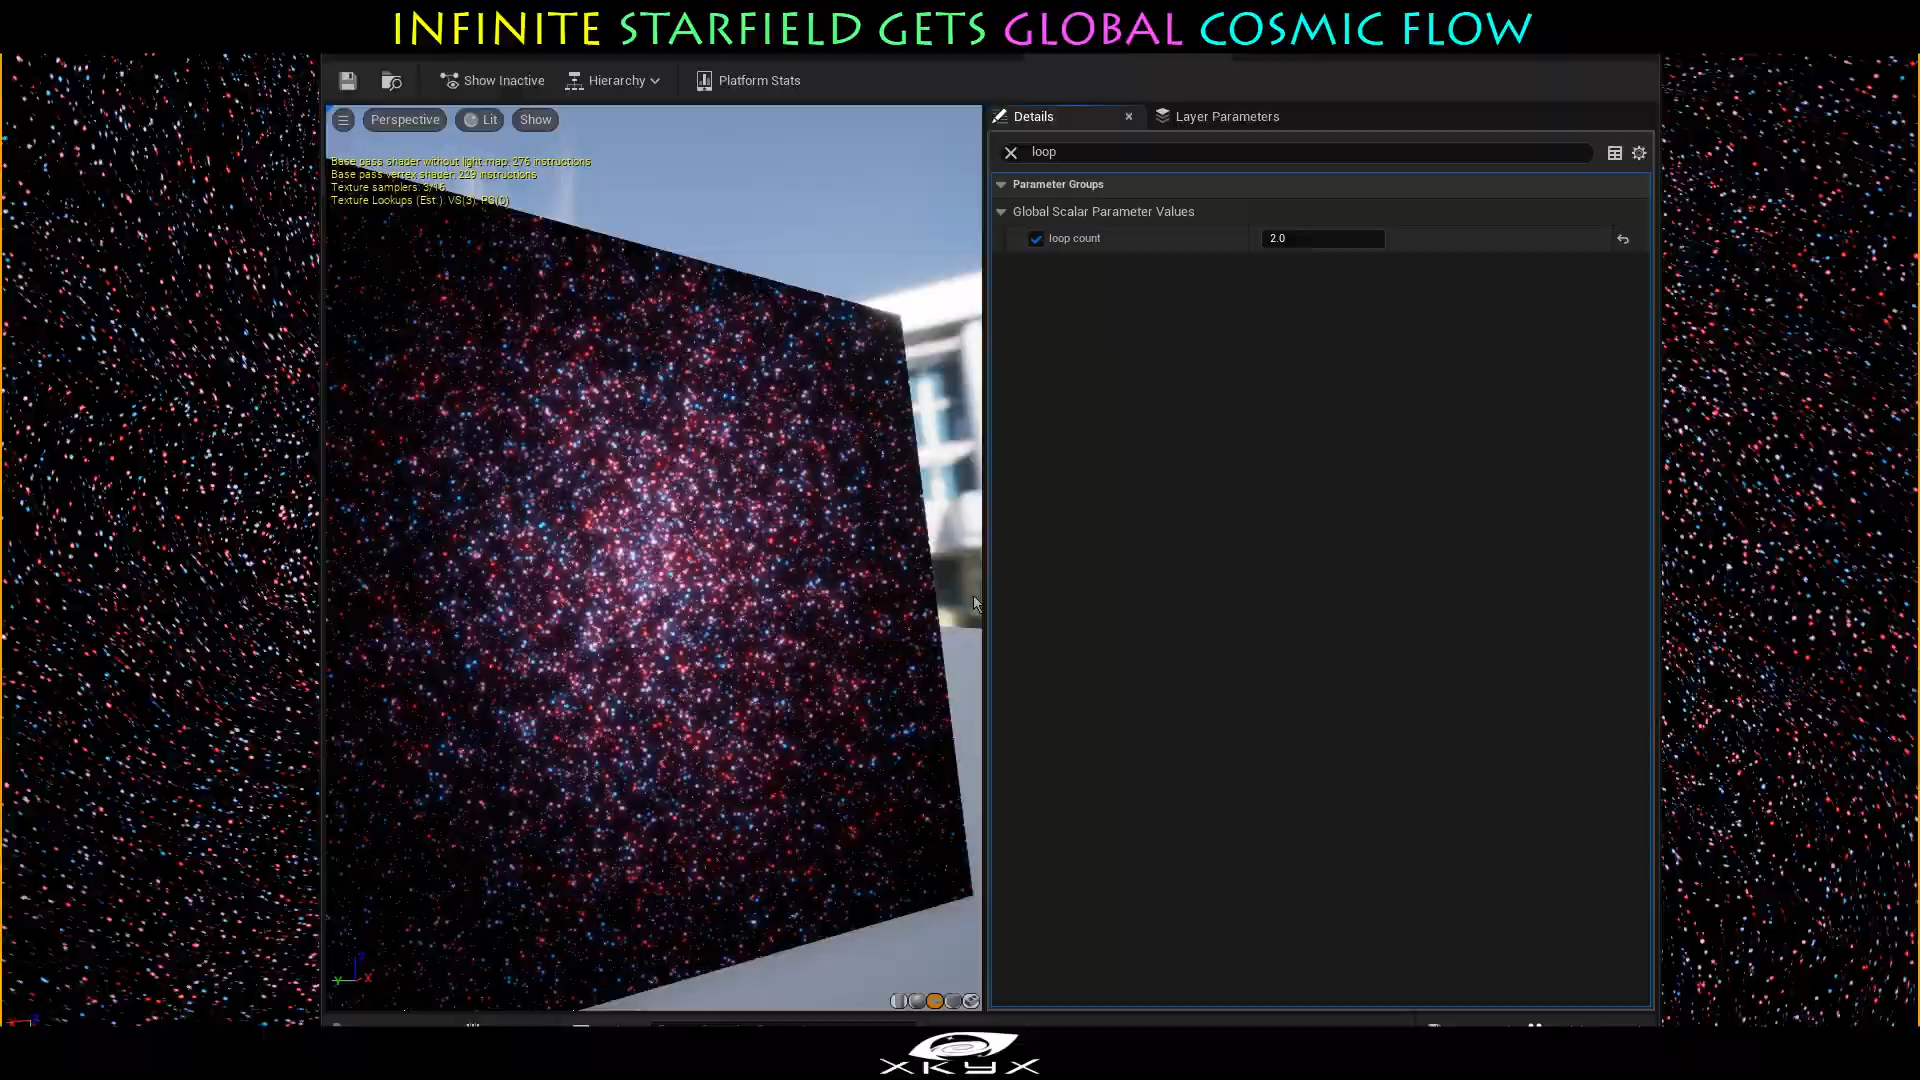 INFINITE STARFIELD GETS GLOBAL COSMIC FLOW
Show Inactive
Hierarchy
Platform Stats
Perspective
Lit
Show
Base pass shader without light map: 276 instructions
Base pass vertex shader: 229 instructions
Texture samplers: 3/16
Texture Lookups (Est.): VS(3), PS(0)
Details
Layer Parameters
loop
Parameter Groups
Global Scalar Parameter Values
loop count
2.0
XKYX